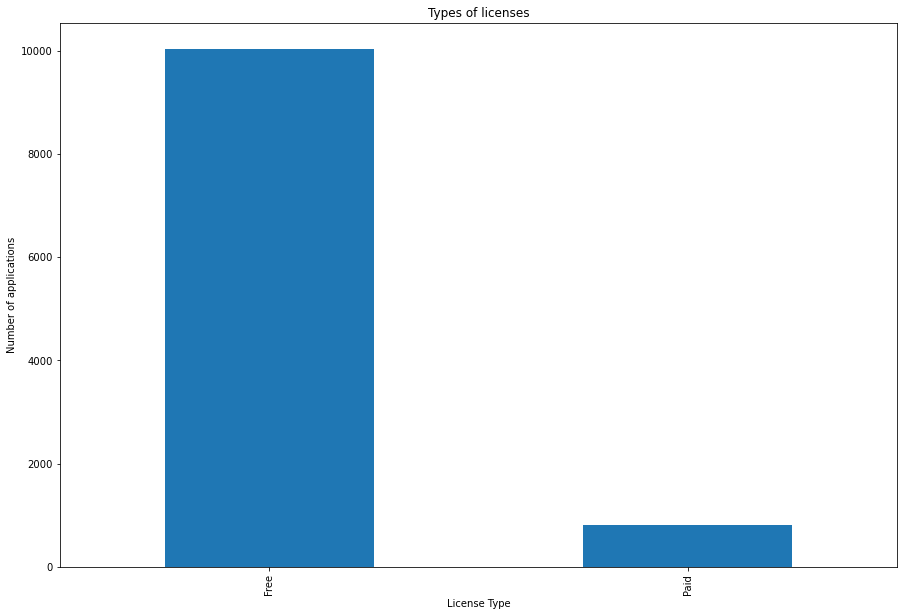 Types of licenses
Number of applications
10000
8000
6000
4000
2000
0
Free
Paid
License Type